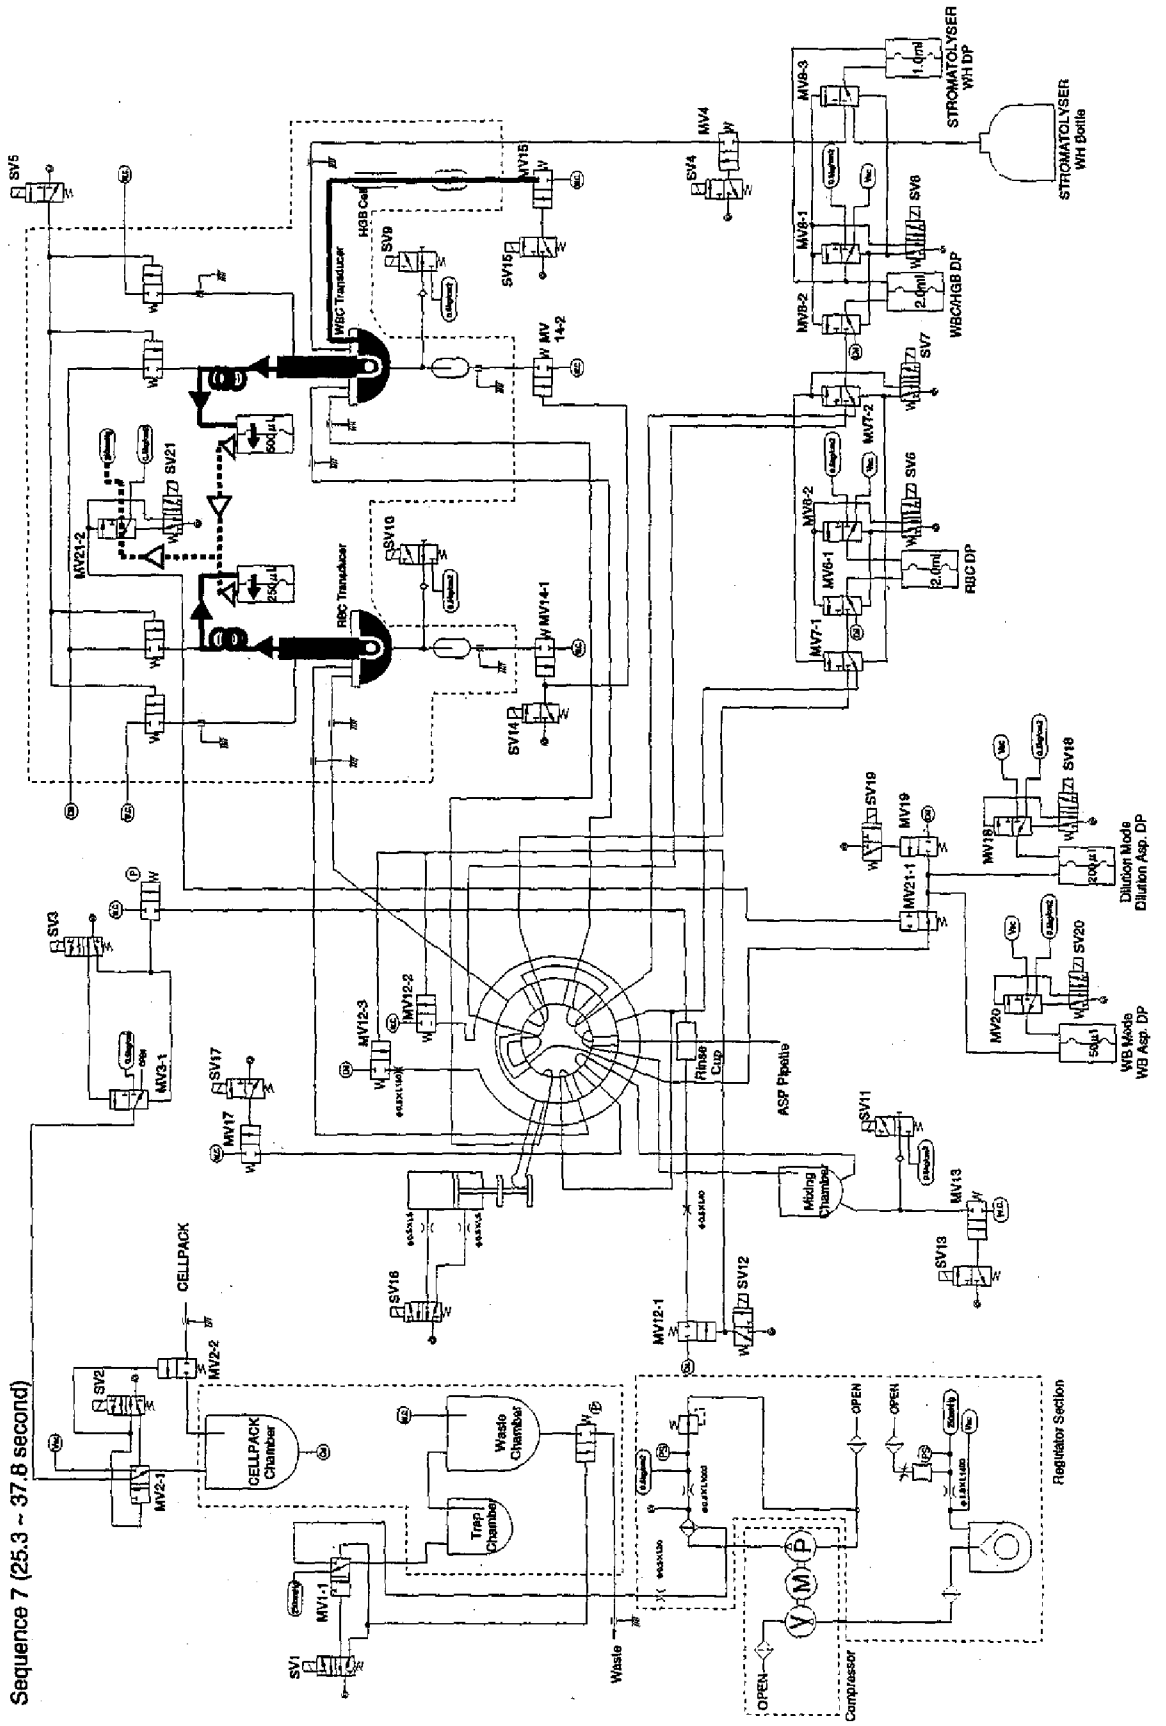 Sequence 7 (25.3 ~ 37.8 second)
SV5
SV3
SV2
SV1
MV2-1
MV2-2
CELLPACK
CELLPACK
Chamber
MV3-1
OPEN
SV17
MV17
MV12-3
MV12-2
SV16
MV1-1
Trap
Chamber
Waste
Chamber
Waste
MV21-2
SV21
250µL
500µL
RBC Transducer
WBC Transducer
HGB Cell
SV10
SV9
SV14
MV14-1
MV
14-2
SV15
MV15
SV4
MV4
MV7-1
MV6-1
MV6-2
SV6
2.0ml
RBC DP
MV7-2
SV7
MV8-2
MV8-1
SV8
2.0ml
WBC/HGB DP
MV8-3
1.0ml
STROMATOLYSER
WH DP
STROMATOLYSER
WH Bottle
SV19
MV19
MV21-1
MV18
SV18
200µl
Dilution Mode
Dilution Asp. DP
MV20
SV20
50µl
WB Mode
WB Asp. DP
Rinse
Cup
ASP Pipette
Mixing
Chamber
SV11
SV13
MV13
MV12-1
SV12
OPEN
OPEN
Regulator Section
V
M
P
OPEN
Compressor